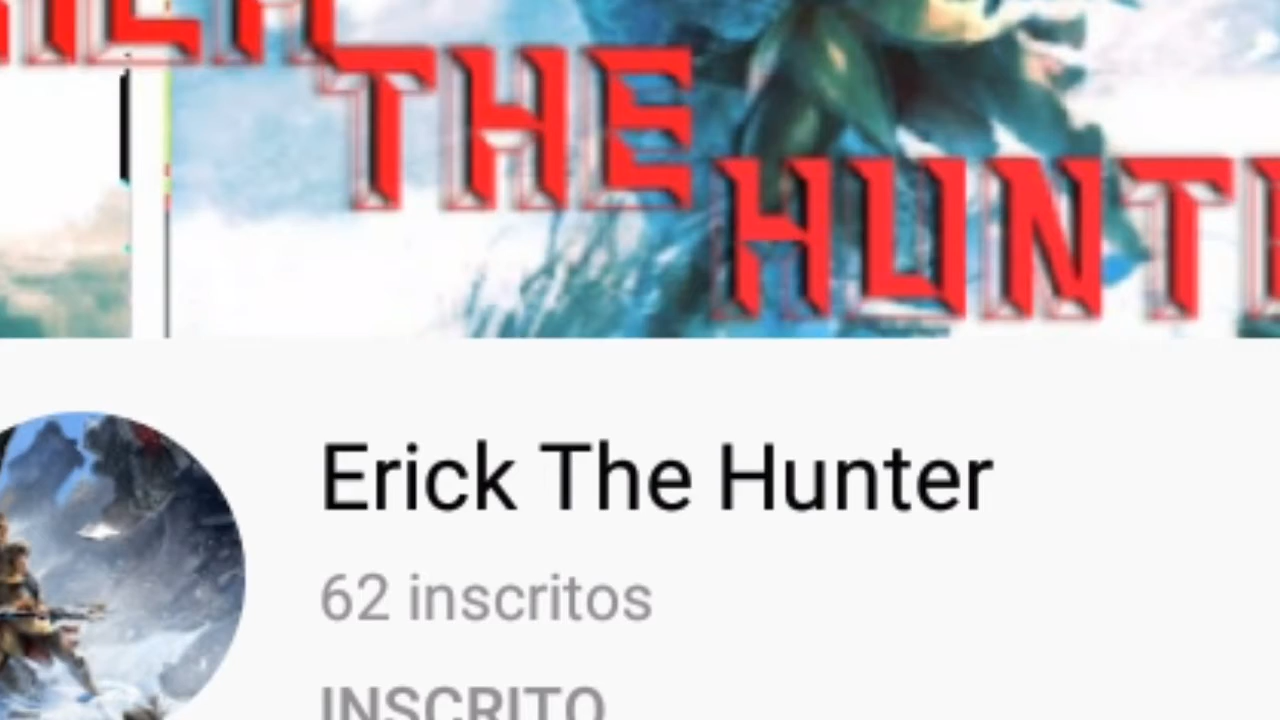 THE
HUNT
Erick The Hunter
62 inscritos
INSCRITO